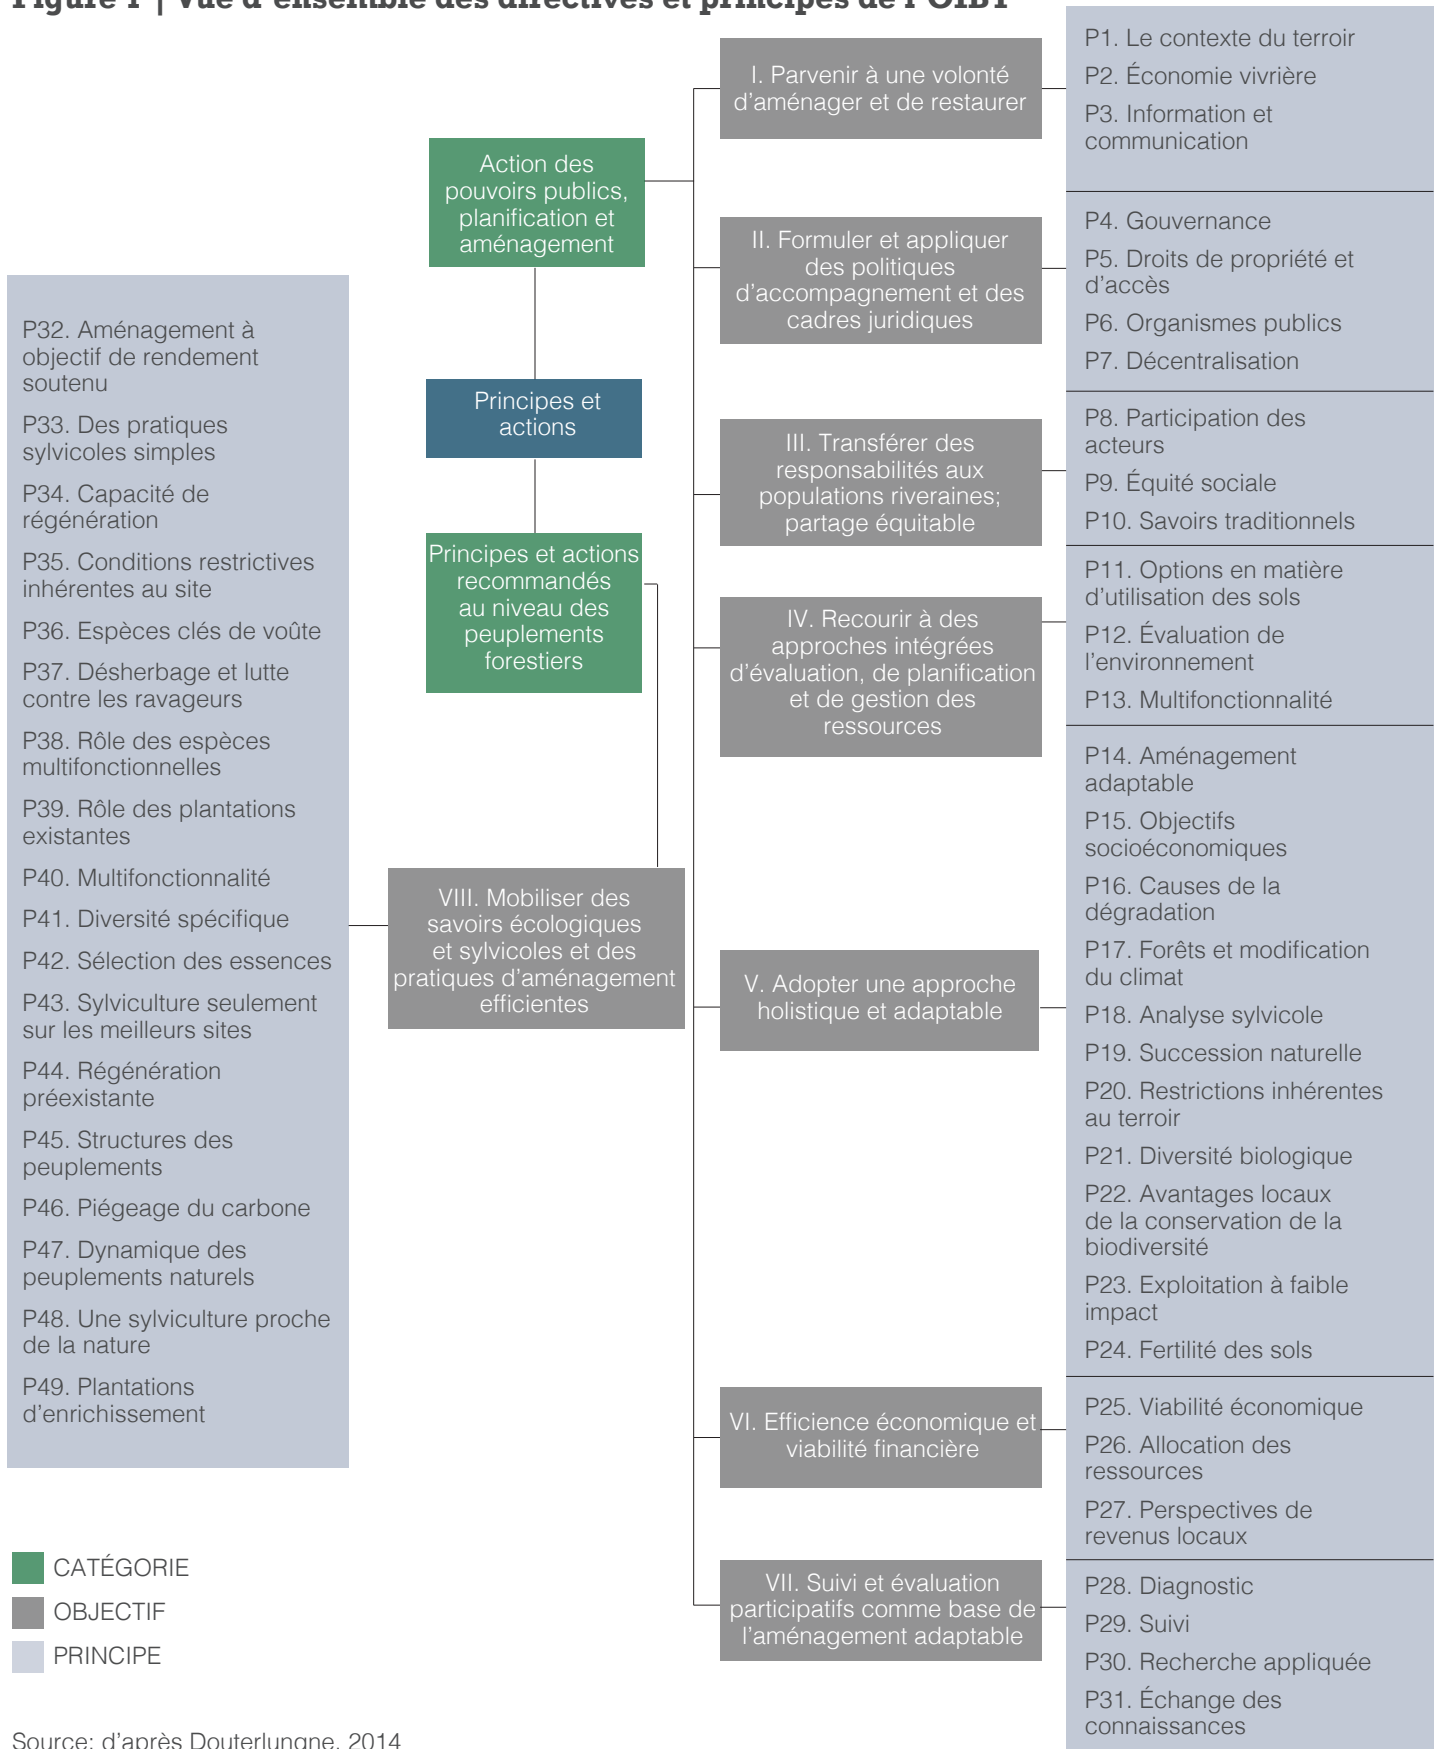 Figure 1 | Vue d'ensemble des directives et principes de l'OIBT
Action des
pouvoirs publics,
planification et
aménagement
Principes et
actions
Principes et actions
recommandés
au niveau des
peuplements
forestiers
I. Parvenir à une volonté
d'aménager et de restaurer
P1. Le contexte du terroir
P2. Économie vivrière
P3. Information et
communication
II. Formuler et appliquer
des politiques
d'accompagnement et des
cadres juridiques
P4. Gouvernance
P5. Droits de propriété et
d'accès
P6. Organismes publics
P7. Décentralisation
III. Transférer des
responsabilités aux
populations riveraines;
partage équitable
P8. Participation des
acteurs
P9. Équité sociale
P10. Savoirs traditionnels
IV. Recourir à des
approches intégrées
d'évaluation, de planification
et de gestion des
ressources
P11. Options en matière
d'utilisation des sols
P12. Évaluation de
l'environnement
P13. Multifonctionnalité
V. Adopter une approche
holistique et adaptable
P14. Aménagement
adaptable
P15. Objectifs
socioéconomiques
P16. Causes de la
dégradation
P17. Forêts et modification
du climat
P18. Analyse sylvicole
P19. Succession naturelle
P20. Restrictions inhérentes
au terroir
P21. Diversité biologique
P22. Avantages locaux
de la conservation de la
biodiversité
P23. Exploitation à faible
impact
P24. Fertilité des sols
VI. Efficience économique et
viabilité financière
P25. Viabilité économique
P26. Allocation des
ressources
P27. Perspectives de
revenus locaux
VII. Suivi et évaluation
participatifs comme base de
l'aménagement adaptable
P28. Diagnostic
P29. Suivi
P30. Recherche appliquée
P31. Échange des
connaissances
VIII. Mobiliser des
savoirs écologiques
et sylvicoles et des
pratiques d'aménagement
efficientes
P32. Aménagement à
objectif de rendement
soutenu
P33. Des pratiques
sylvicoles simples
P34. Capacité de
régénération
P35. Conditions restrictives
inhérentes au site
P36. Espèces clés de voûte
P37. Désherbage et lutte
contre les ravageurs
P38. Rôle des espèces
multifonctionnelles
P39. Rôle des plantations
existantes
P40. Multifonctionnalité
P41. Diversité spécifique
P42. Sélection des essences
P43. Sylviculture seulement
sur les meilleurs sites
P44. Régénération
préexistante
P45. Structures des
peuplements
P46. Piégeage du carbone
P47. Dynamique des
peuplements naturels
P48. Une sylviculture proche
de la nature
P49. Plantations
d'enrichissement
CATÉGORIE
OBJECTIF
PRINCIPE
Source: d'après Douterlungne, 2014